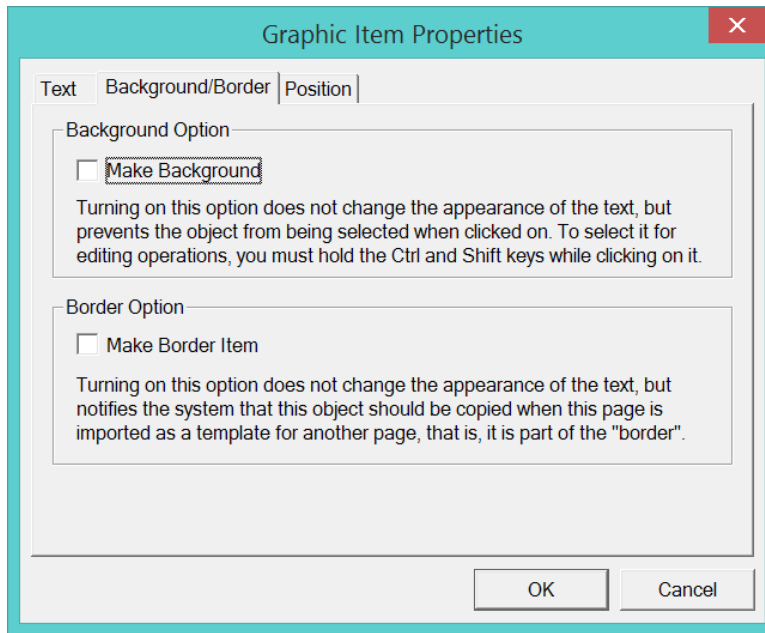 Graphic Item Properties
Text
Background/Border
Position
Background Option
Make Background
Turning on this option does not change the appearance of the text, but
prevents the object from being selected when clicked on. To select it for
editing operations, you must hold the Ctrl and Shift keys while clicking on it.
Border Option
Make Border Item
Turning on this option does not change the appearance of the text, but
notifies the system that this object should be copied when this page is
imported as a template for another page, that is, it is part of the "border".
OK
Cancel